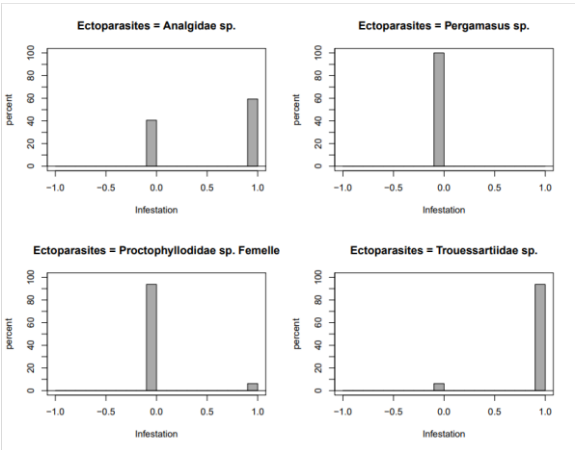 Ectoparasites = Analgidae sp.
percent
100
80
60
40
20
0
-1.0 -0.5 0.0 0.5 1.0
Infestation
Ectoparasites = Pergamasus sp.
percent
100
80
60
40
20
0
-1.0 -0.5 0.0 0.5 1.0
Infestation
Ectoparasites = Proctophyllodidae sp. Femelle
percent
100
80
60
40
20
0
-1.0 -0.5 0.0 0.5 1.0
Infestation
Ectoparasites = Trouessartiidae sp.
percent
100
80
60
40
20
0
-1.0 -0.5 0.0 0.5 1.0
Infestation